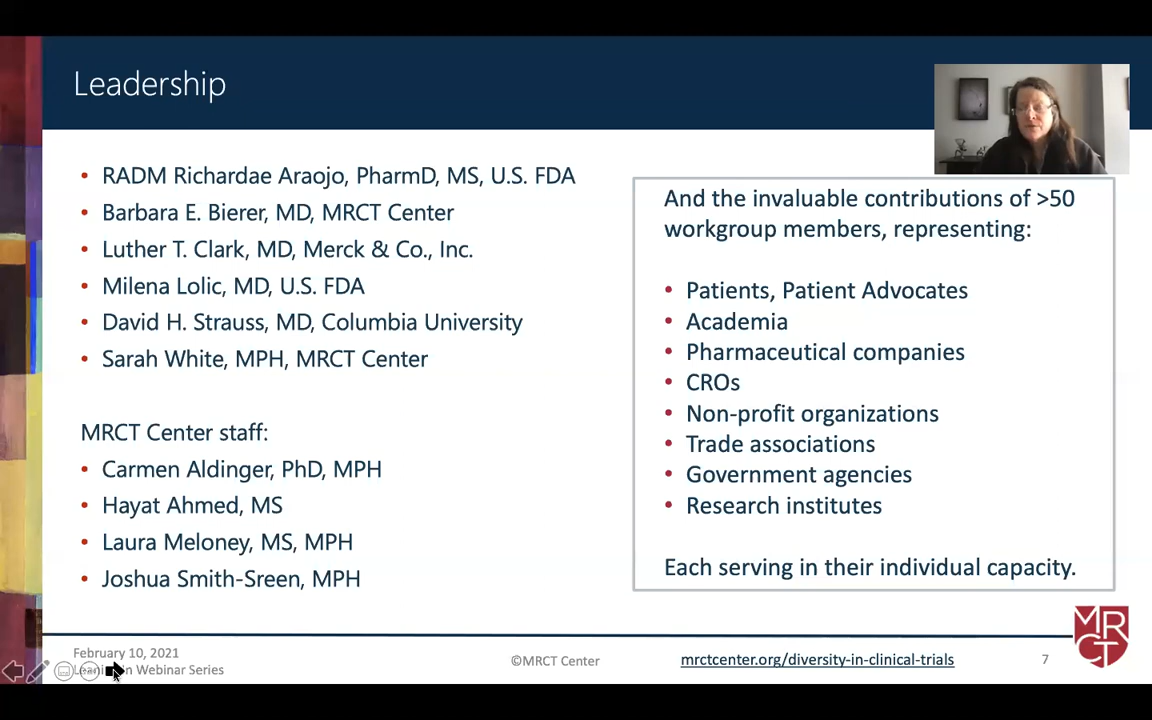 Leadership
RADM Richardae Araojo, PharmD, MS, U.S. FDA
Barbara E. Bierer, MD, MRCT Center
Luther T. Clark, MD, Merck & Co., Inc.
Milena Lolic, MD, U.S. FDA
David H. Strauss, MD, Columbia University
Sarah White, MPH, MRCT Center
MRCT Center staff:
Carmen Aldinger, PhD, MPH
Hayat Ahmed, MS
Laura Meloney, MS, MPH
Joshua Smith-Sreen, MPH
And the invaluable contributions of >50
workgroup members, representing:
Patients, Patient Advocates
Academia
Pharmaceutical companies
CROs
Non-profit organizations
Trade associations
Government agencies
Research institutes
Each serving in their individual capacity.
February 10, 2021
Webinar Series
©MRCT Center
mrctcenter.org/diversity-in-clinical-trials
7
MR
CT